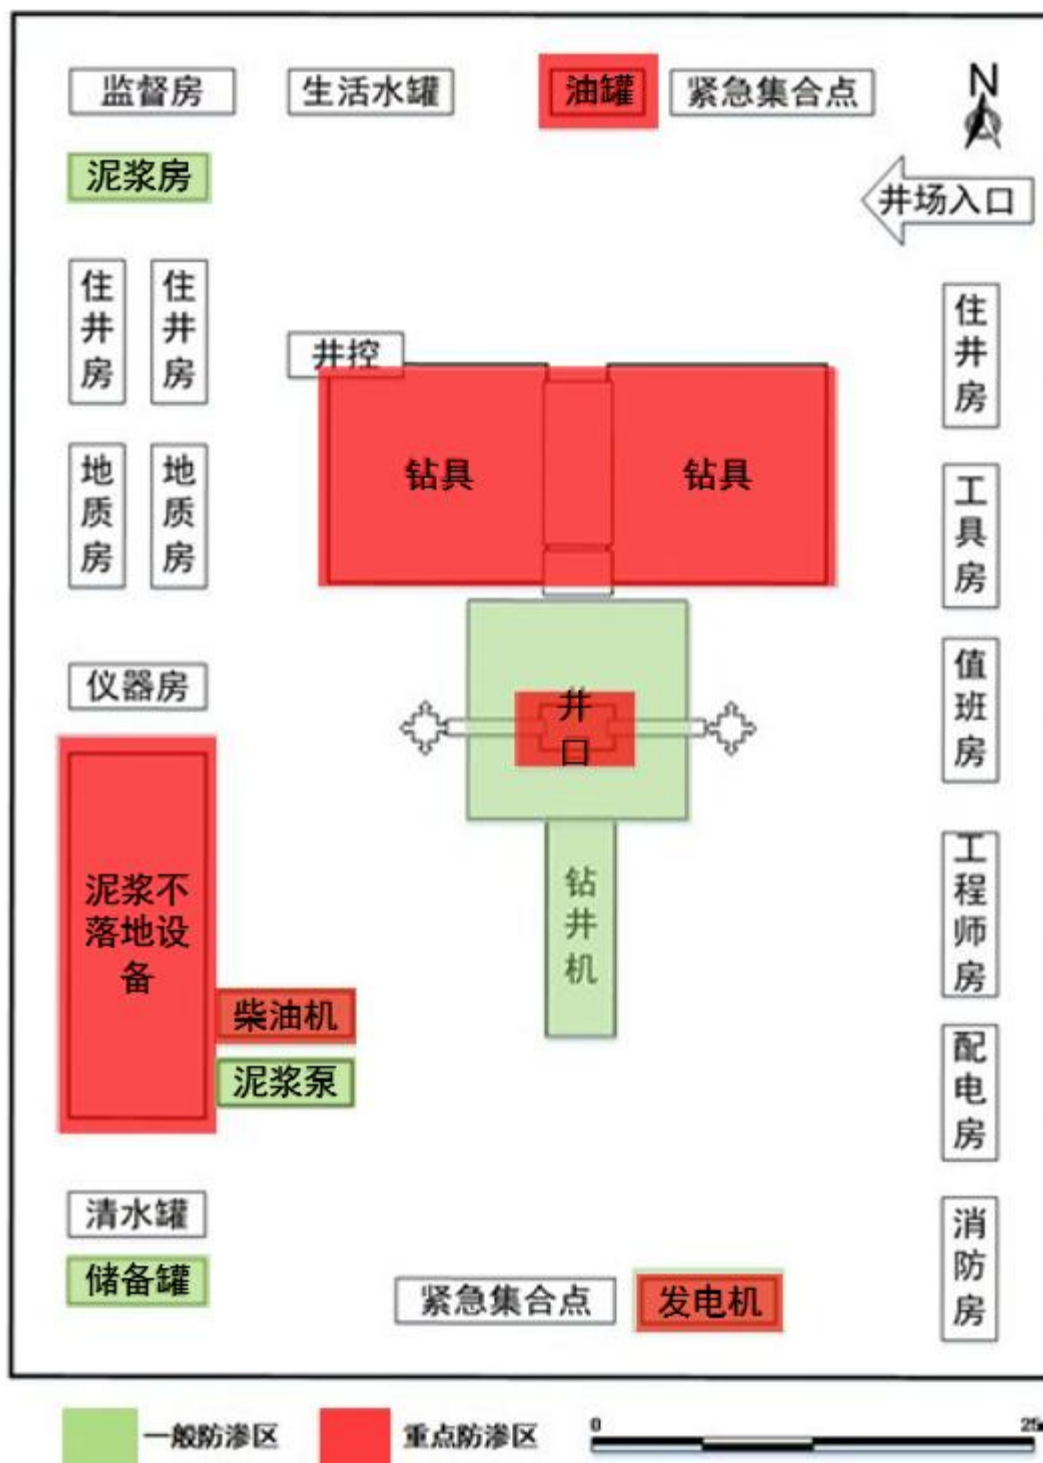 监督房
生活水罐
油罐
紧急集合点
N
泥浆房
井场入口
住井房
住井房
住井房
井控
钻具
钻具
地质房
地质房
工具房
仪器房
井口
值班房
泥浆不
落地设
备
钻井机
工程师房
柴油机
泥浆泵
配电房
清水罐
储备罐
紧急集合点
发电机
消防房
一般防渗区
重点防渗区
0
25